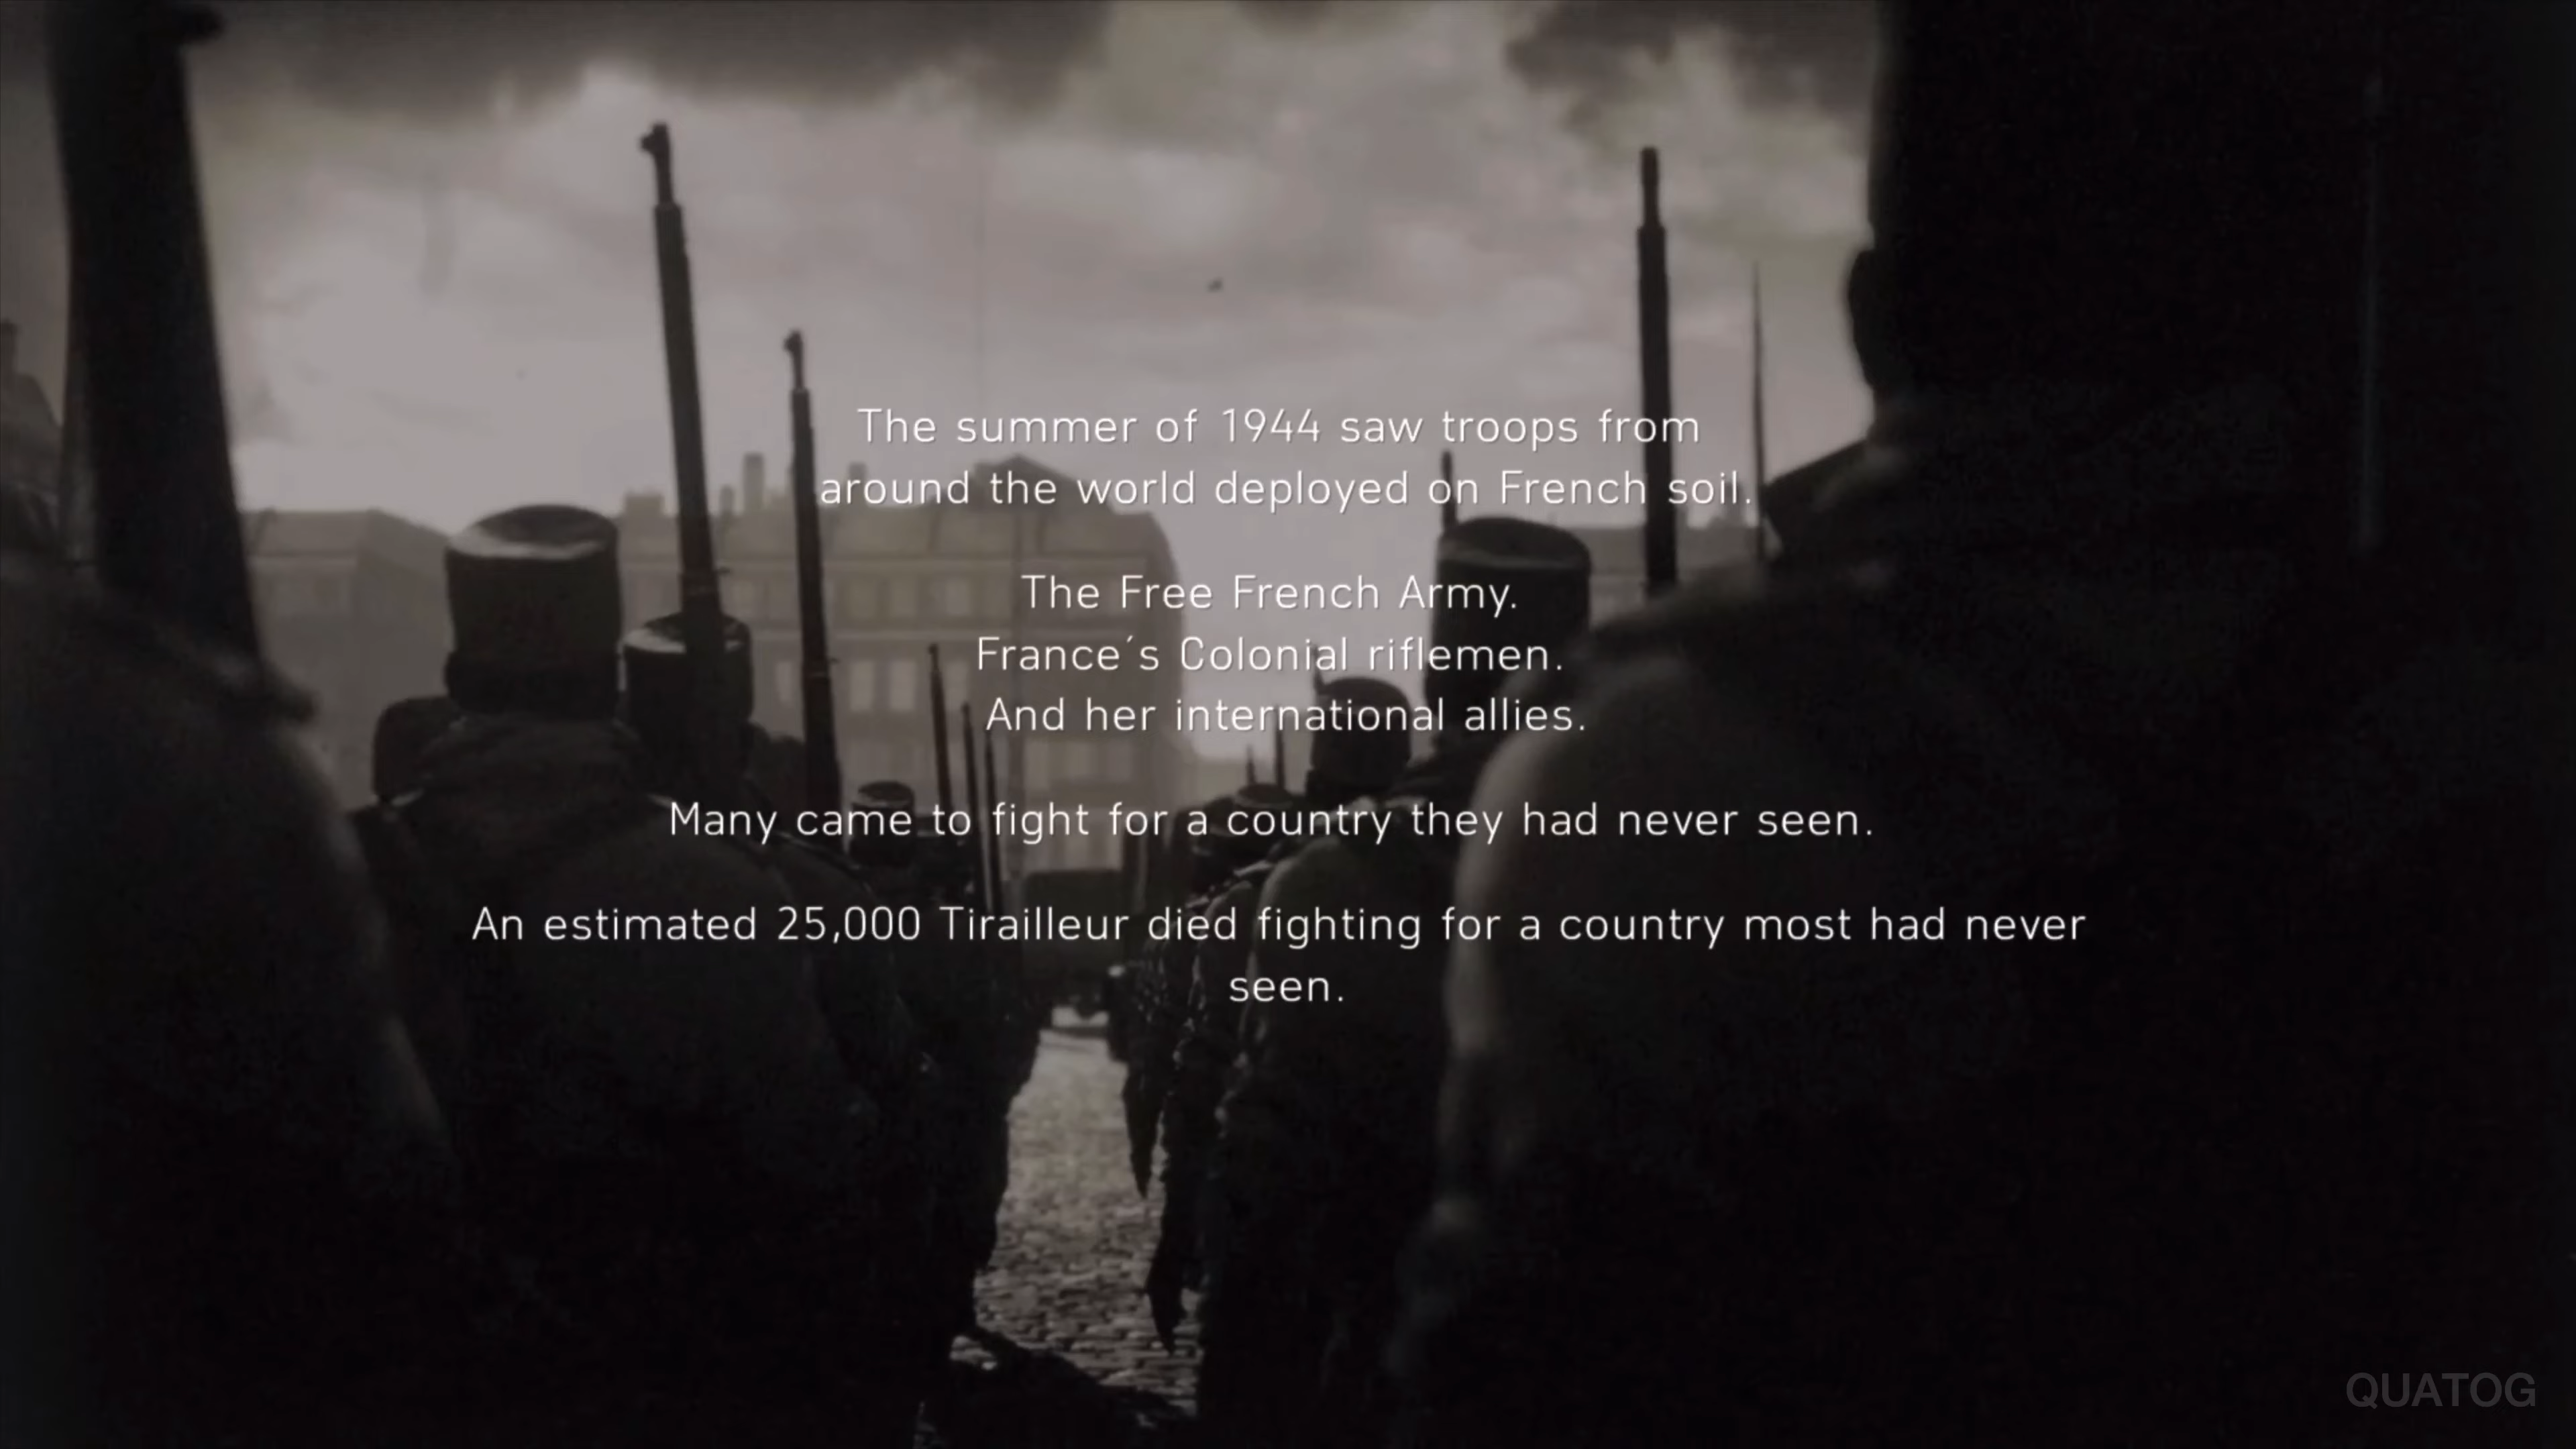 The summer of 1944 saw troops from
around the world deployed on French soil.
The Free French Army.
France´s Colonial riflemen.
And her international allies.
Many came to fight for a country they had never seen.
An estimated 25,000 Tirailleur died fighting for a country most had never
seen.
QUATOG